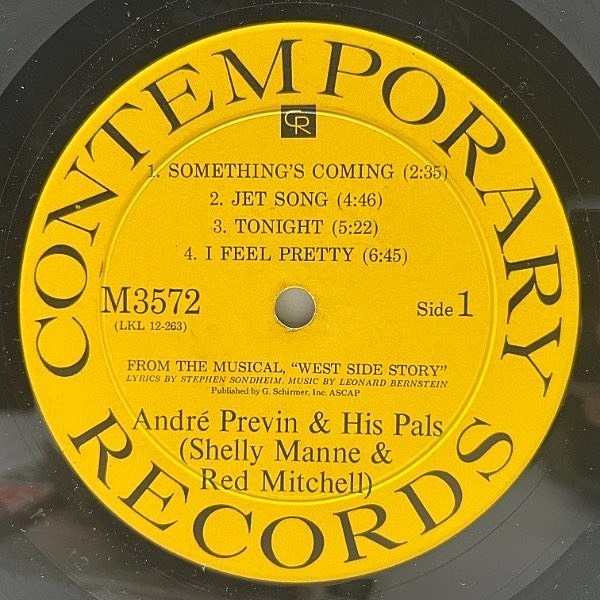 CONTEMPORARY
CR
1. SOMETHING'S COMING (2:35)
2. JET SONG (4:46)
3. TONIGHT (5:22)
4. I FEEL PRETTY (6:45)
M3572
(LKL 12-263)
Side 1
FROM THE MUSICAL, "WEST SIDE STORY"
LYRICS BY STEPHEN SONDHEIM. MUSIC BY LEONARD BERNSTEIN
Published by G. Schirmer, Inc. ASCAP
André Previn & His Pals
(Shelly Manne &
Red Mitchell)
RECORDS